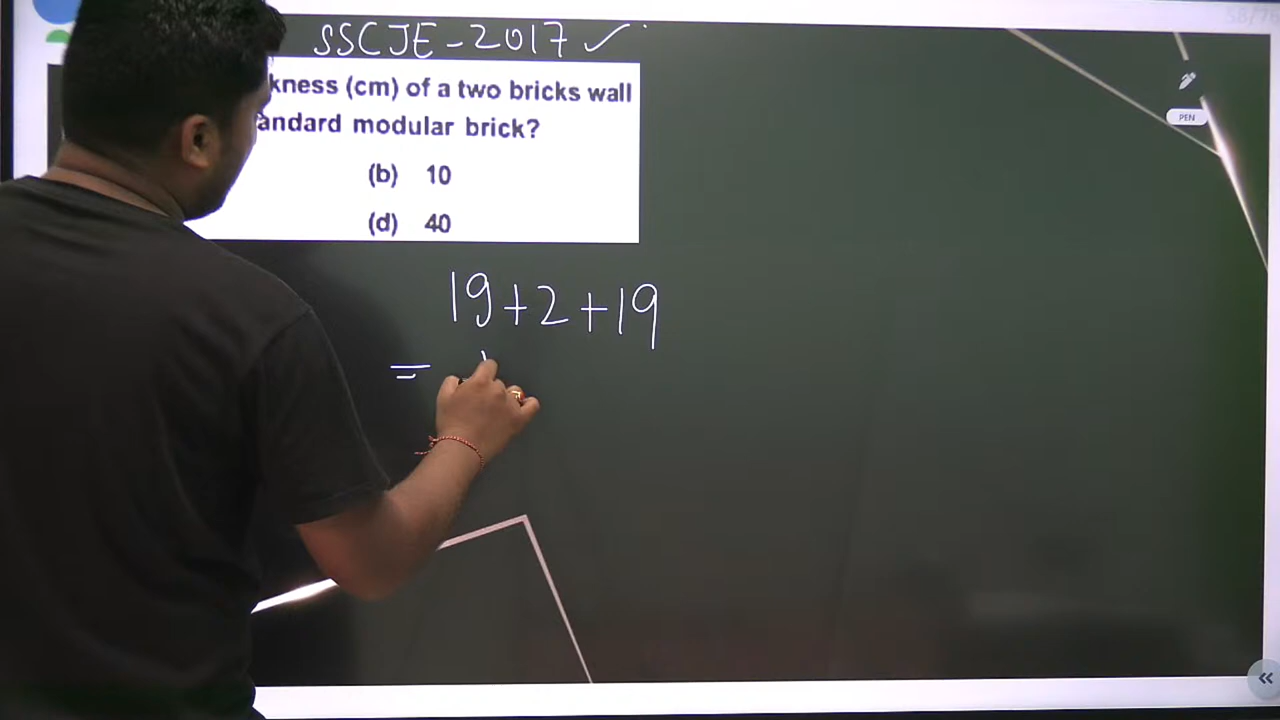 SSCJE-2017 ✓
kness (cm) of a two bricks wall
andard modular brick?
(b) 10
(d) 40
19+2+19
=
PEN